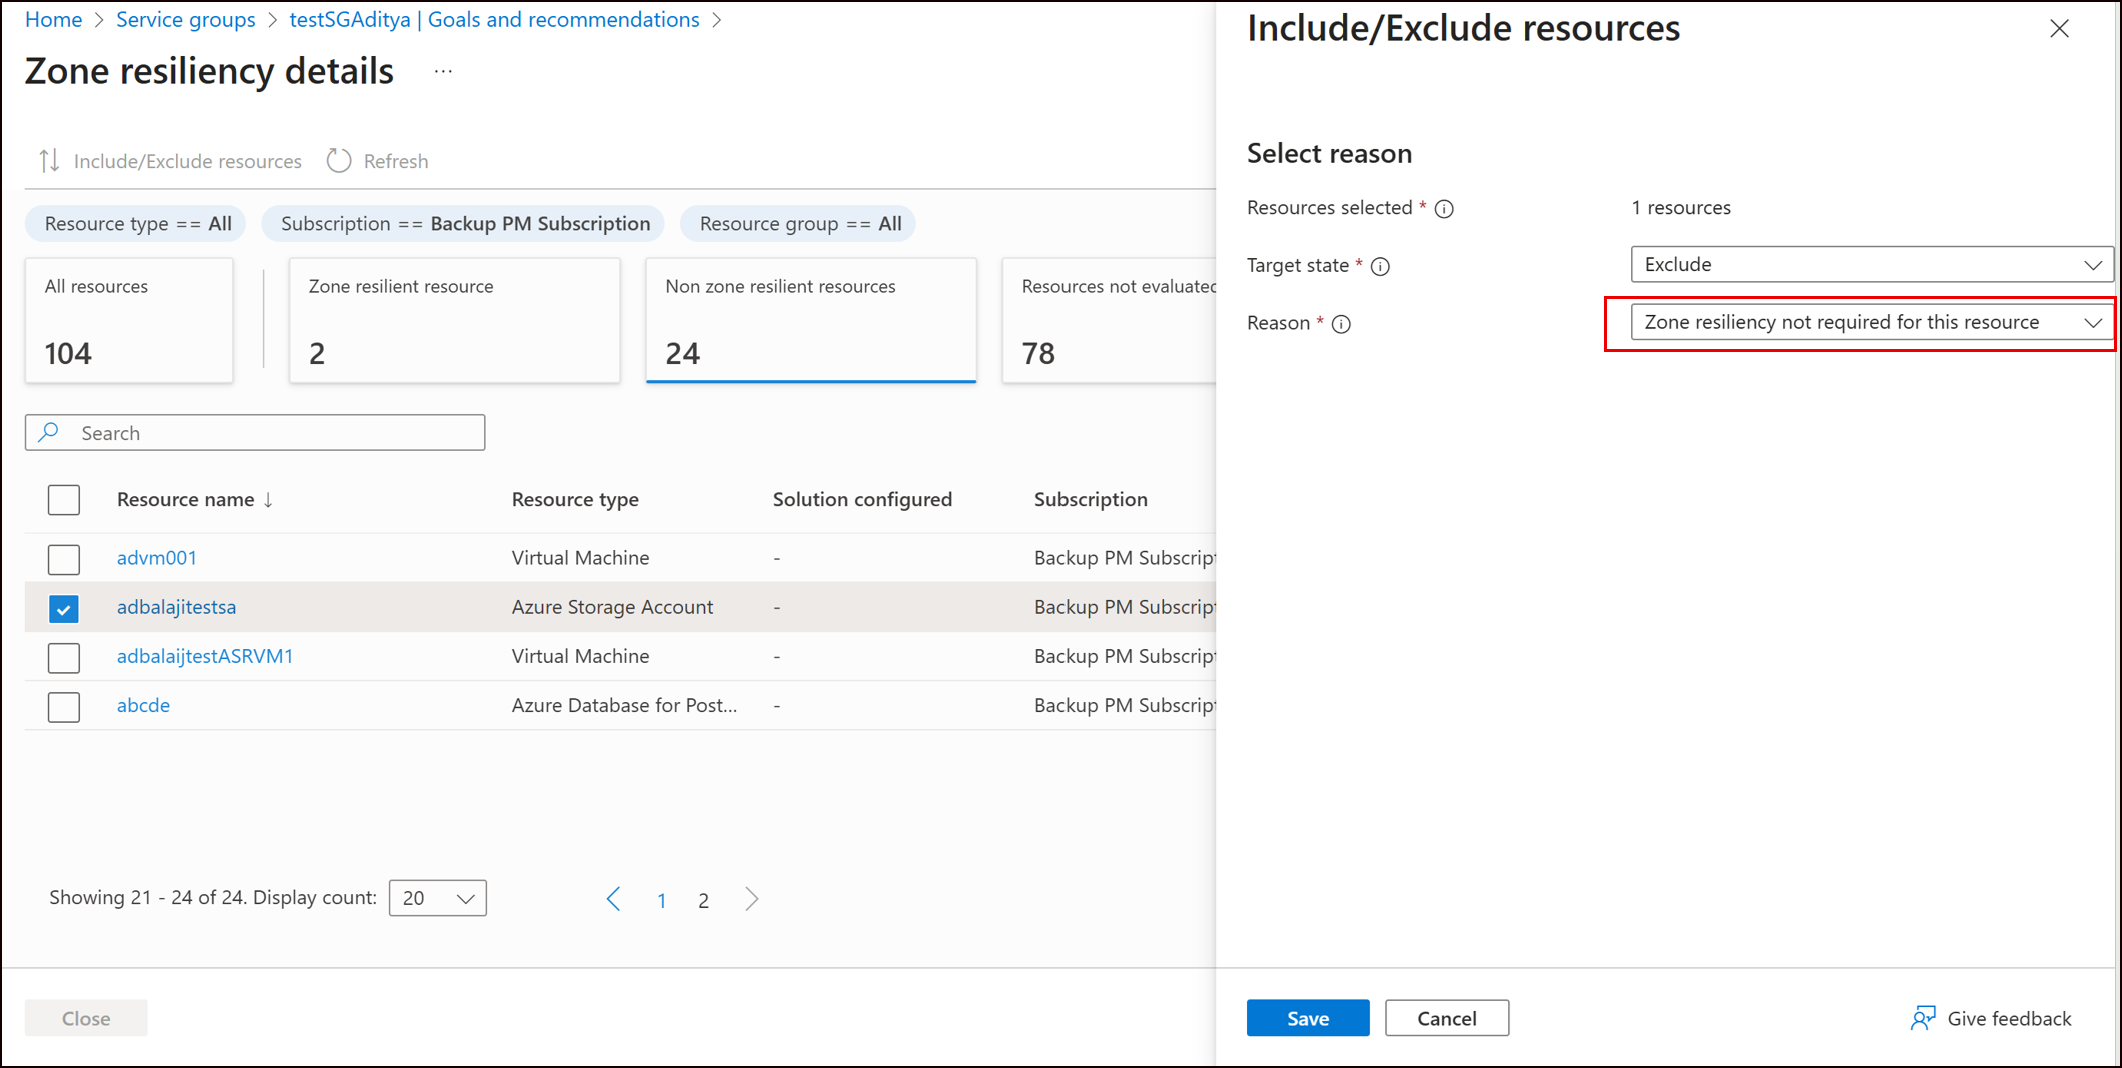 Home > Service groups > testSGAditya | Goals and recommendations >
Zone resiliency details ...
Include/Exclude resources Refresh
Resource type == All Subscription == Backup PM Subscription Resource group == All
All resources
104
Zone resilient resource
2
Non zone resilient resources
24
Resources not evaluated
78
Search
Resource name ↓ Resource type Solution configured Subscription
advm001 Virtual Machine - Backup PM Subscript
adbalajitestsa Azure Storage Account - Backup PM Subscript
adbalaijtestASRVM1 Virtual Machine - Backup PM Subscript
abcde Azure Database for Post... - Backup PM Subscript
Showing 21 - 24 of 24. Display count: 20 < 1 2 >
Close
Include/Exclude resources
Select reason
Resources selected * 1 resources
Target state * Exclude
Reason * Zone resiliency not required for this resource
Save Cancel Give feedback